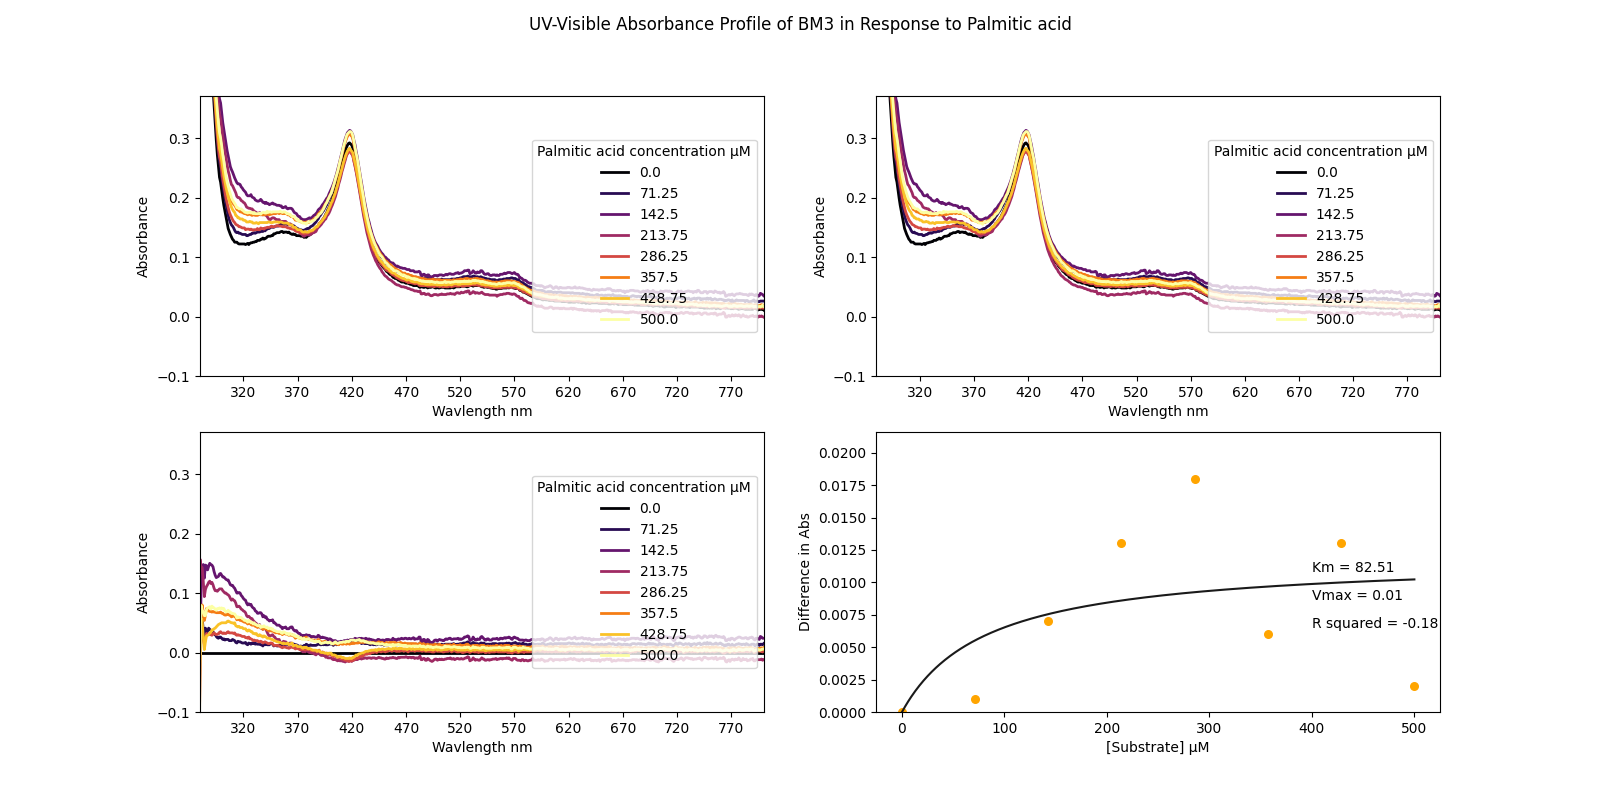 UV-Visible Absorbance Profile of BM3 in Response to Palmitic acid
Absorbance
0.3
0.2
0.1
0.0
−0.1
320 370 420 470 520 570 620 670 720 770
Wavlength nm
Palmitic acid concentration µM
0.0
71.25
142.5
213.75
286.25
357.5
428.75
500.0
Absorbance
0.3
0.2
0.1
0.0
−0.1
320 370 420 470 520 570 620 670 720 770
Wavlength nm
Palmitic acid concentration µM
0.0
71.25
142.5
213.75
286.25
357.5
428.75
500.0
Absorbance
0.3
0.2
0.1
0.0
−0.1
320 370 420 470 520 570 620 670 720 770
Wavlength nm
Palmitic acid concentration µM
0.0
71.25
142.5
213.75
286.25
357.5
428.75
500.0
Difference in Abs
0.0200
0.0175
0.0150
0.0125
0.0100
0.0075
0.0050
0.0025
0.0000
0 100 200 300 400 500
[Substrate] µM
Km = 82.51
Vmax = 0.01
R squared = -0.18